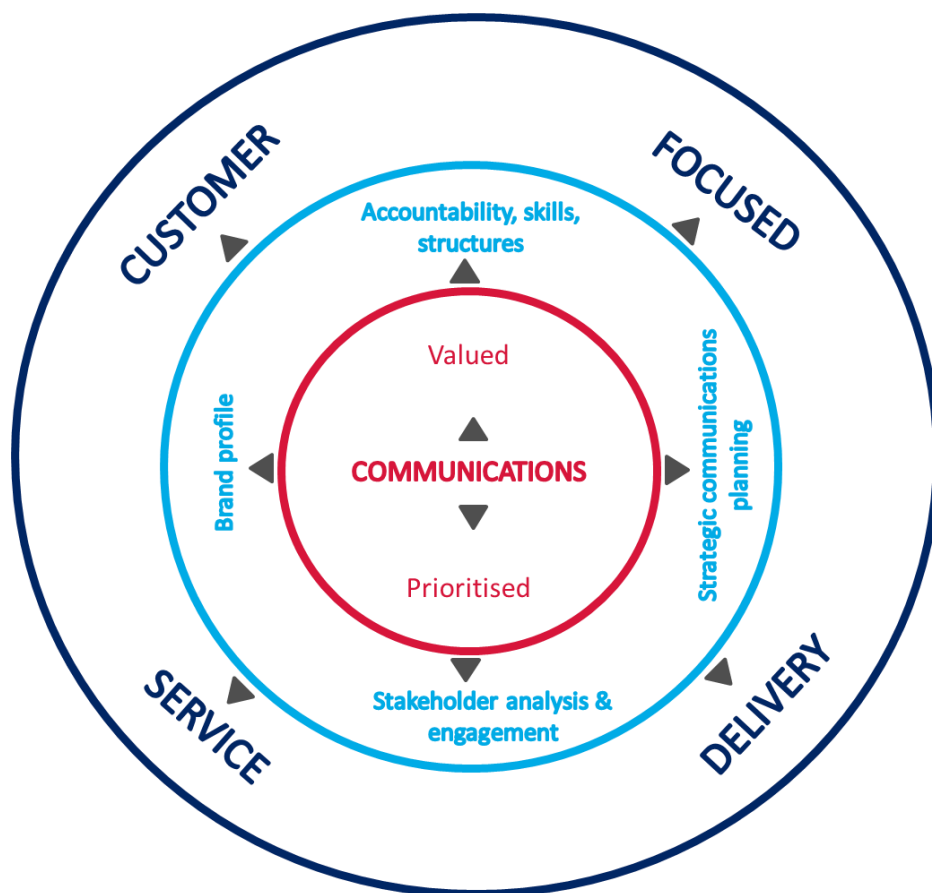 CUSTOMER
FOCUSED
Accountability, skills,
structures
Valued
Brand profile
COMMUNICATIONS
Strategic communications
planning
Prioritised
Stakeholder analysis &
engagement
SERVICE
DELIVERY